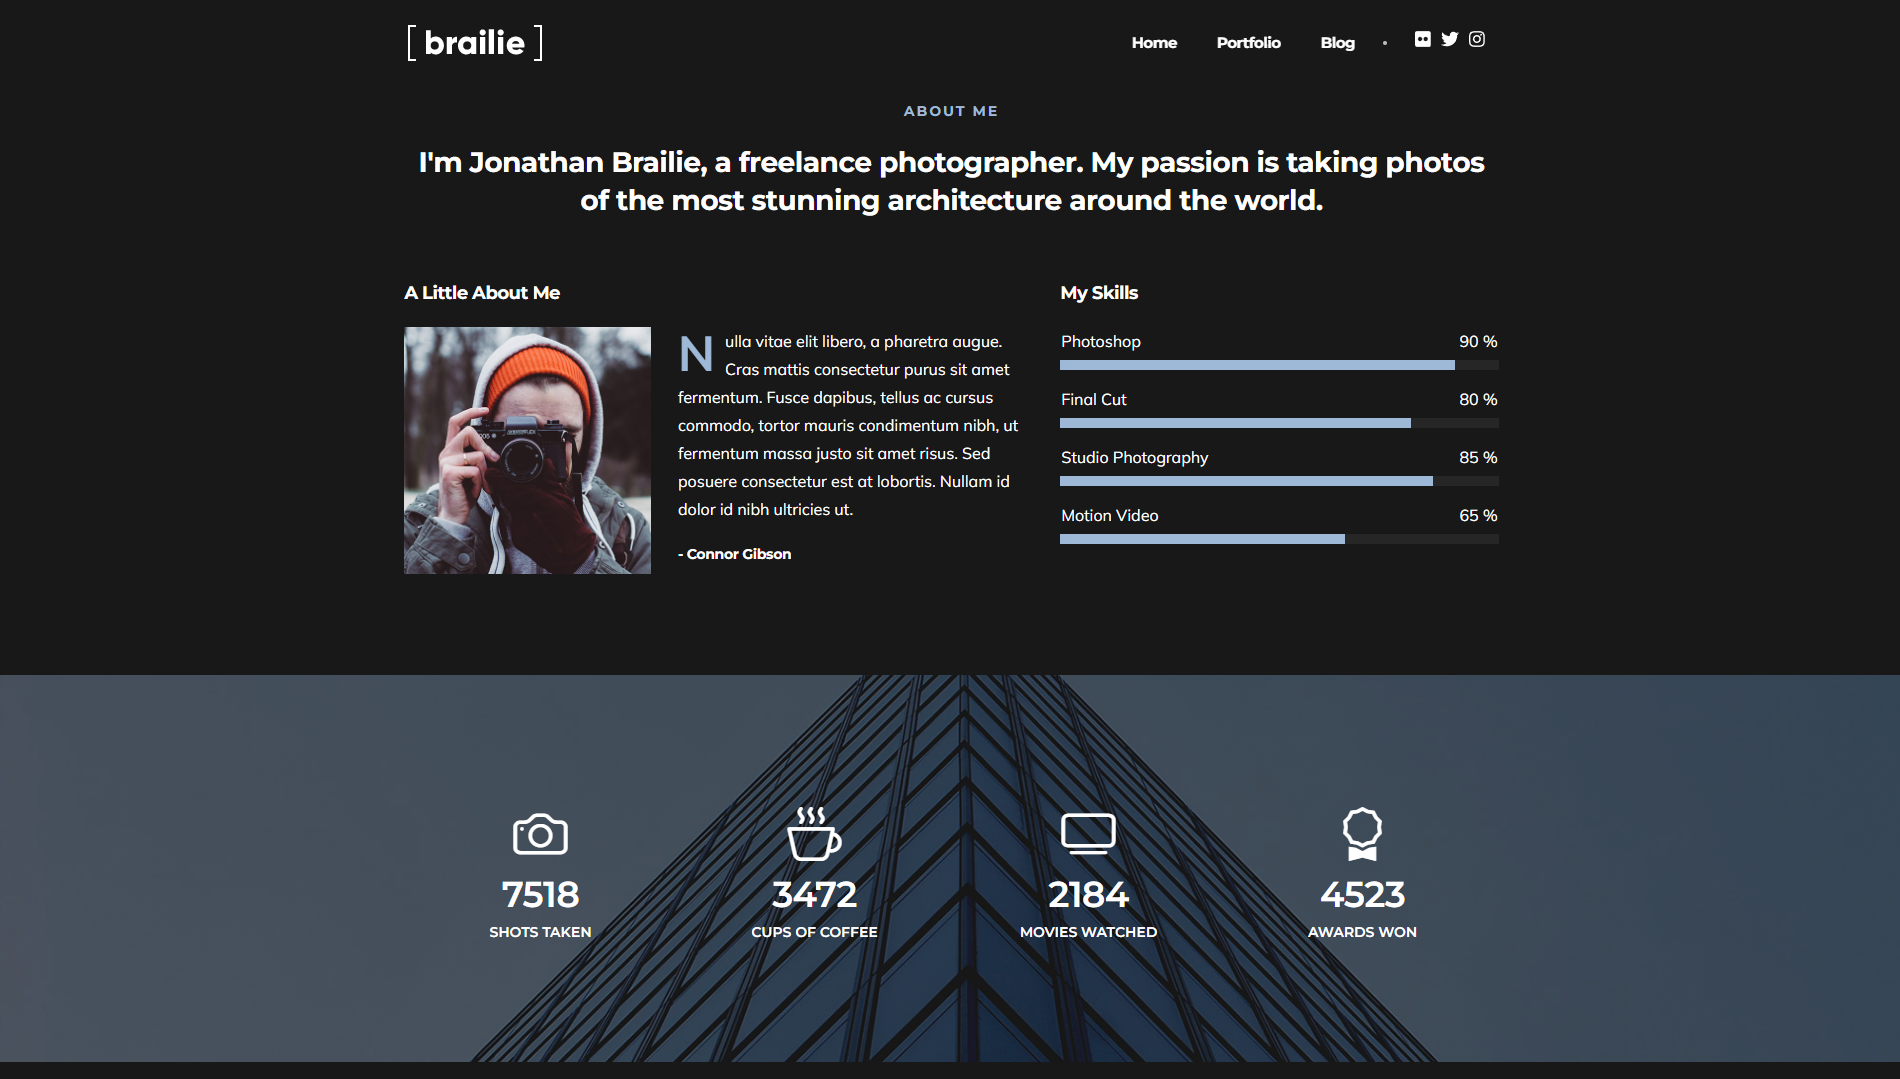 [ brailie ]
Home Portfolio Blog
ABOUT ME
I'm Jonathan Brailie, a freelance photographer. My passion is taking photos
of the most stunning architecture around the world.
A Little About Me
Nulla vitae elit libero, a pharetra augue.
Cras mattis consectetur purus sit amet
fermentum. Fusce dapibus, tellus ac cursus
commodo, tortor mauris condimentum nibh, ut
fermentum massa justo sit amet risus. Sed
posuere consectetur est at lobortis. Nullam id
dolor id nibh ultricies ut.
- Connor Gibson
My Skills
Photoshop 90 %
Final Cut 80 %
Studio Photography 85 %
Motion Video 65 %
7518
SHOTS TAKEN
3472
CUPS OF COFFEE
2184
MOVIES WATCHED
4523
AWARDS WON